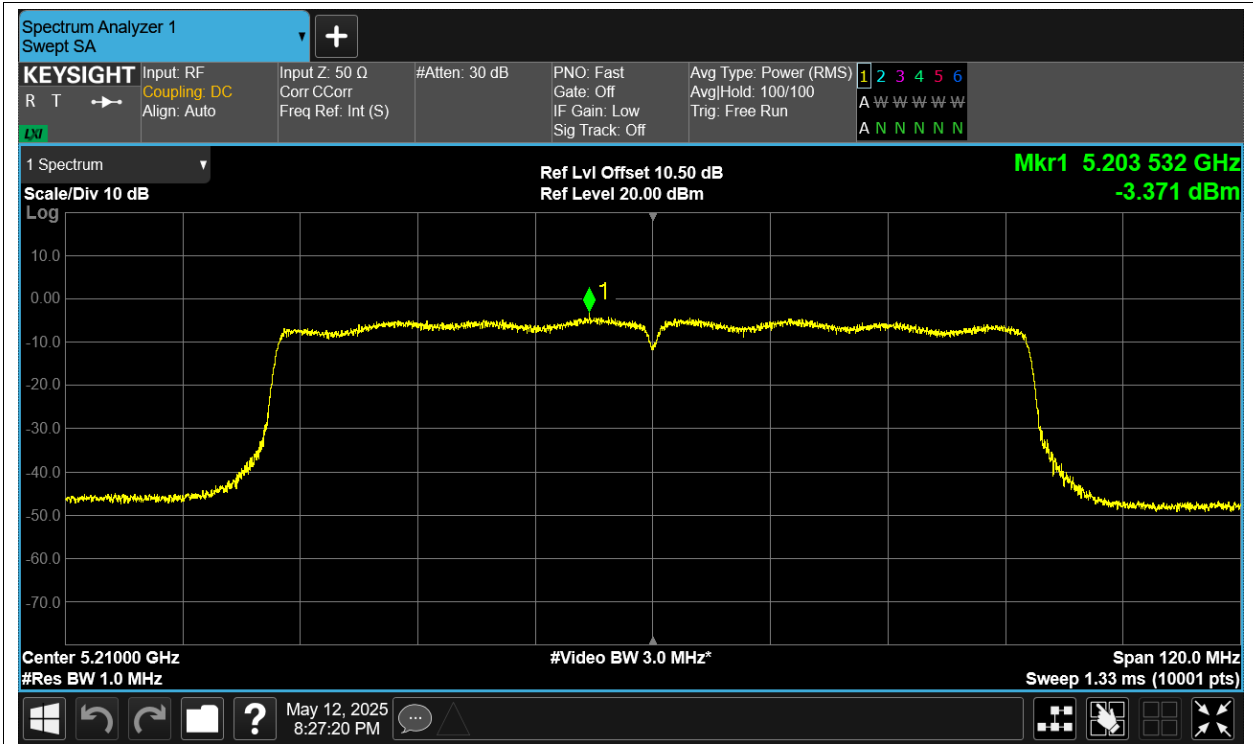 Spectrum Analyzer 1
Swept SA
+
KEYSIGHT
R T
LXI
Input: RF
Coupling: DC
Align: Auto
Input Z: 50 Ω
Corr CCorr
Freq Ref: Int (S)
#Atten: 30 dB
PNO: Fast
Gate: Off
IF Gain: Low
Sig Track: Off
Avg Type: Power (RMS)
Avg|Hold: 100/100
Trig: Free Run
1 2 3 4 5 6
A W W W W W
A N N N N N
1 Spectrum
Scale/Div 10 dB
Log
Ref Lvl Offset 10.50 dB
Ref Level 20.00 dBm
Mkr1 5.203 532 GHz
-3.371 dBm
10.0
0.00
-10.0
-20.0
-30.0
-40.0
-50.0
-60.0
-70.0
1
Center 5.21000 GHz
#Res BW 1.0 MHz
#Video BW 3.0 MHz*
Span 120.0 MHz
Sweep 1.33 ms (10001 pts)
?
May 12, 2025
8:27:20 PM